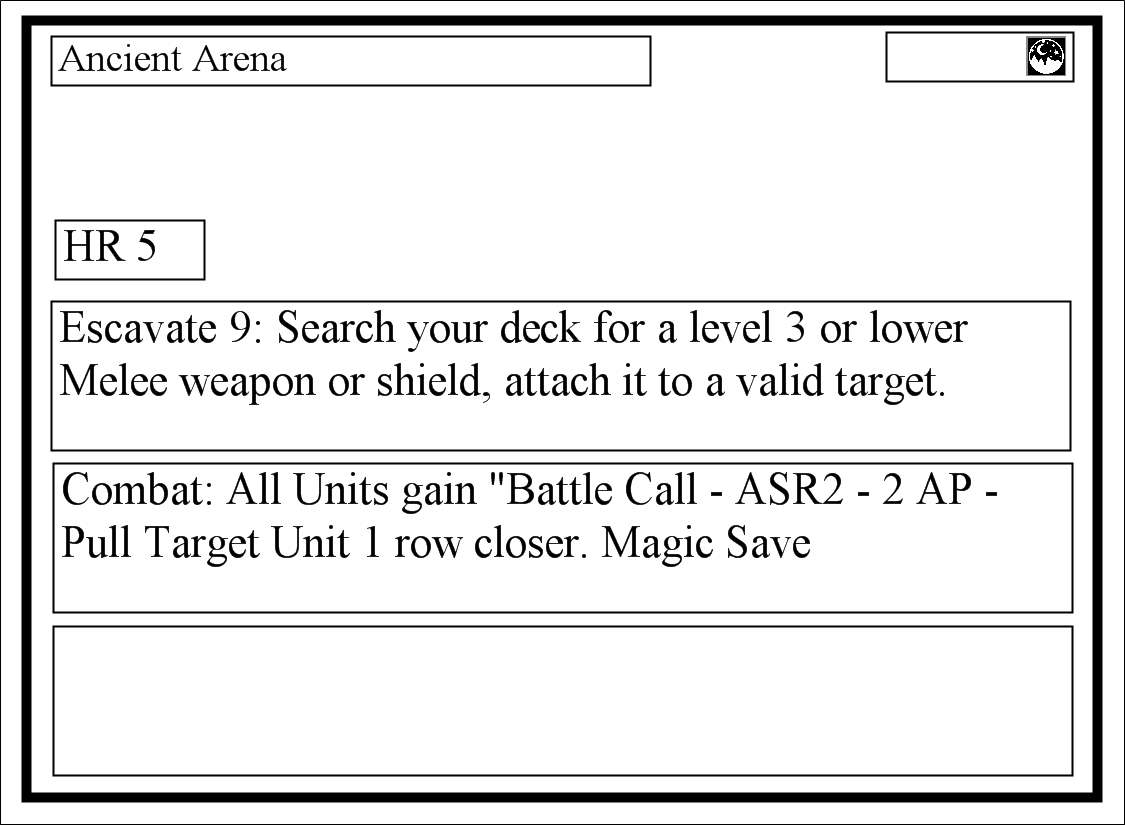 Ancient Arena
HR 5
Escavate 9: Search your deck for a level 3 or lower
Melee weapon or shield, attach it to a valid target.
Combat: All Units gain "Battle Call - ASR2 - 2 AP -
Pull Target Unit 1 row closer. Magic Save